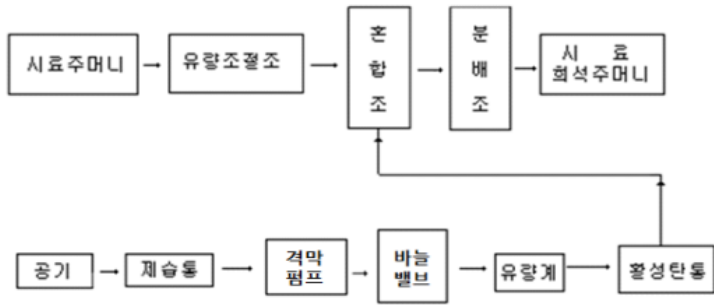 시료주머니
유량조절조
혼
합
조
분
배
조
시 료
희석주머니
공기
제습통
격막
펌프
바늘
밸브
유량계
활성탄통